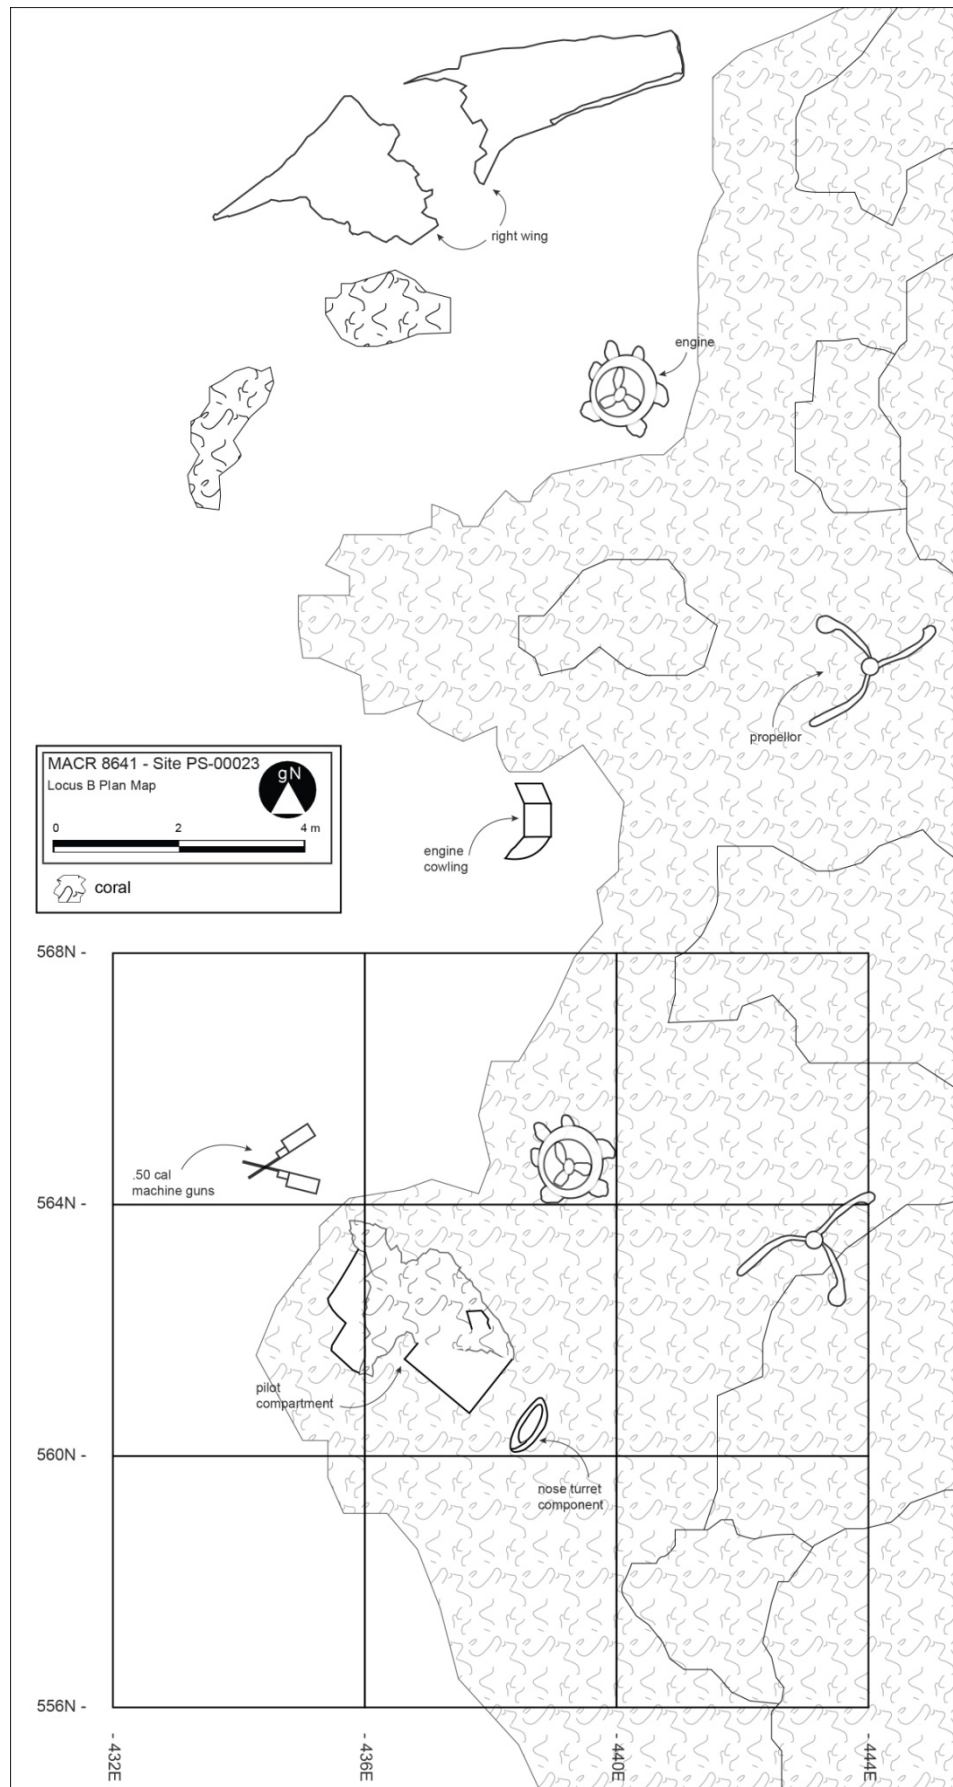 right wing
engine
propellor
MACR 8641 - Site PS-00023
Locus B Plan Map
gN
0 2 4 m
coral
engine
cowling
568N -
.50 cal
machine guns
564N -
pilot
compartment
560N -
nose turret
component
556N -
- 432E
- 436E
- 440E
- 444E